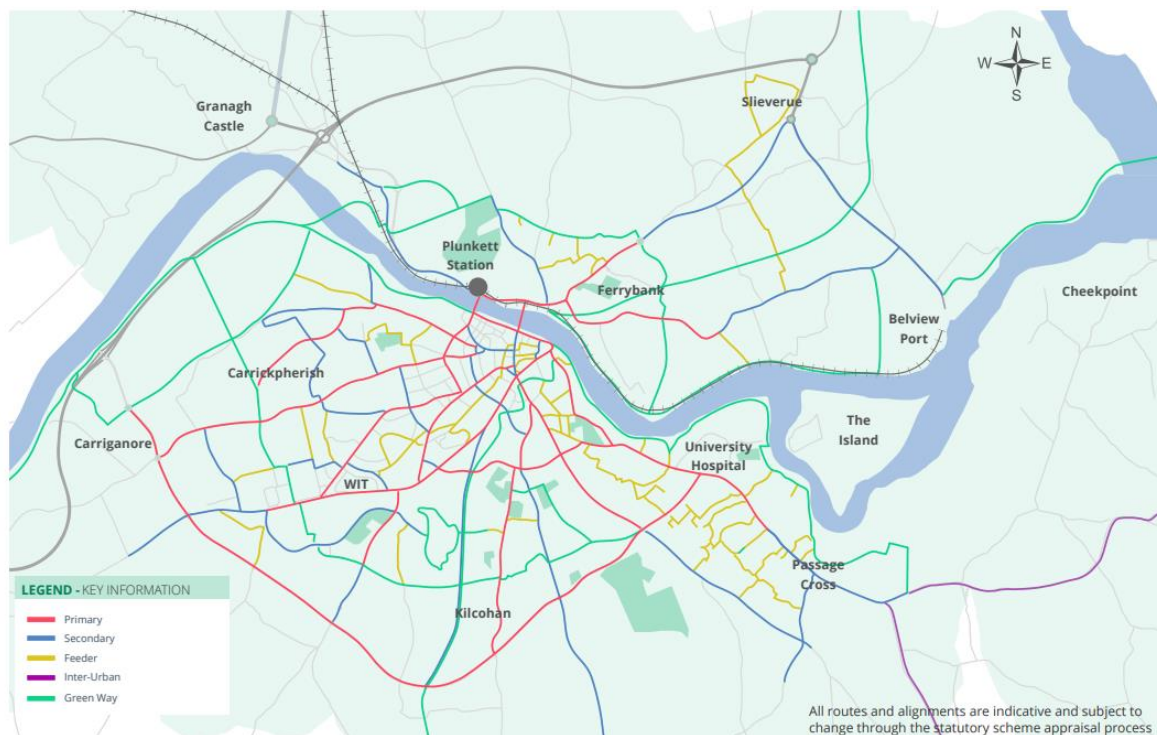 N
W
E
S
Granagh
Castle
Slieverue
Plunkett
Station
Ferrybank
Cheekpoint
Belview
Port
Carrickpherish
The
Island
Carriganore
University
Hospital
WIT
Passage
Cross
Kilcohan
LEGEND - KEY INFORMATION
Primary
Secondary
Feeder
Inter-Urban
Green Way
All routes and alignments are indicative and subject to
change through the statutory scheme appraisal process